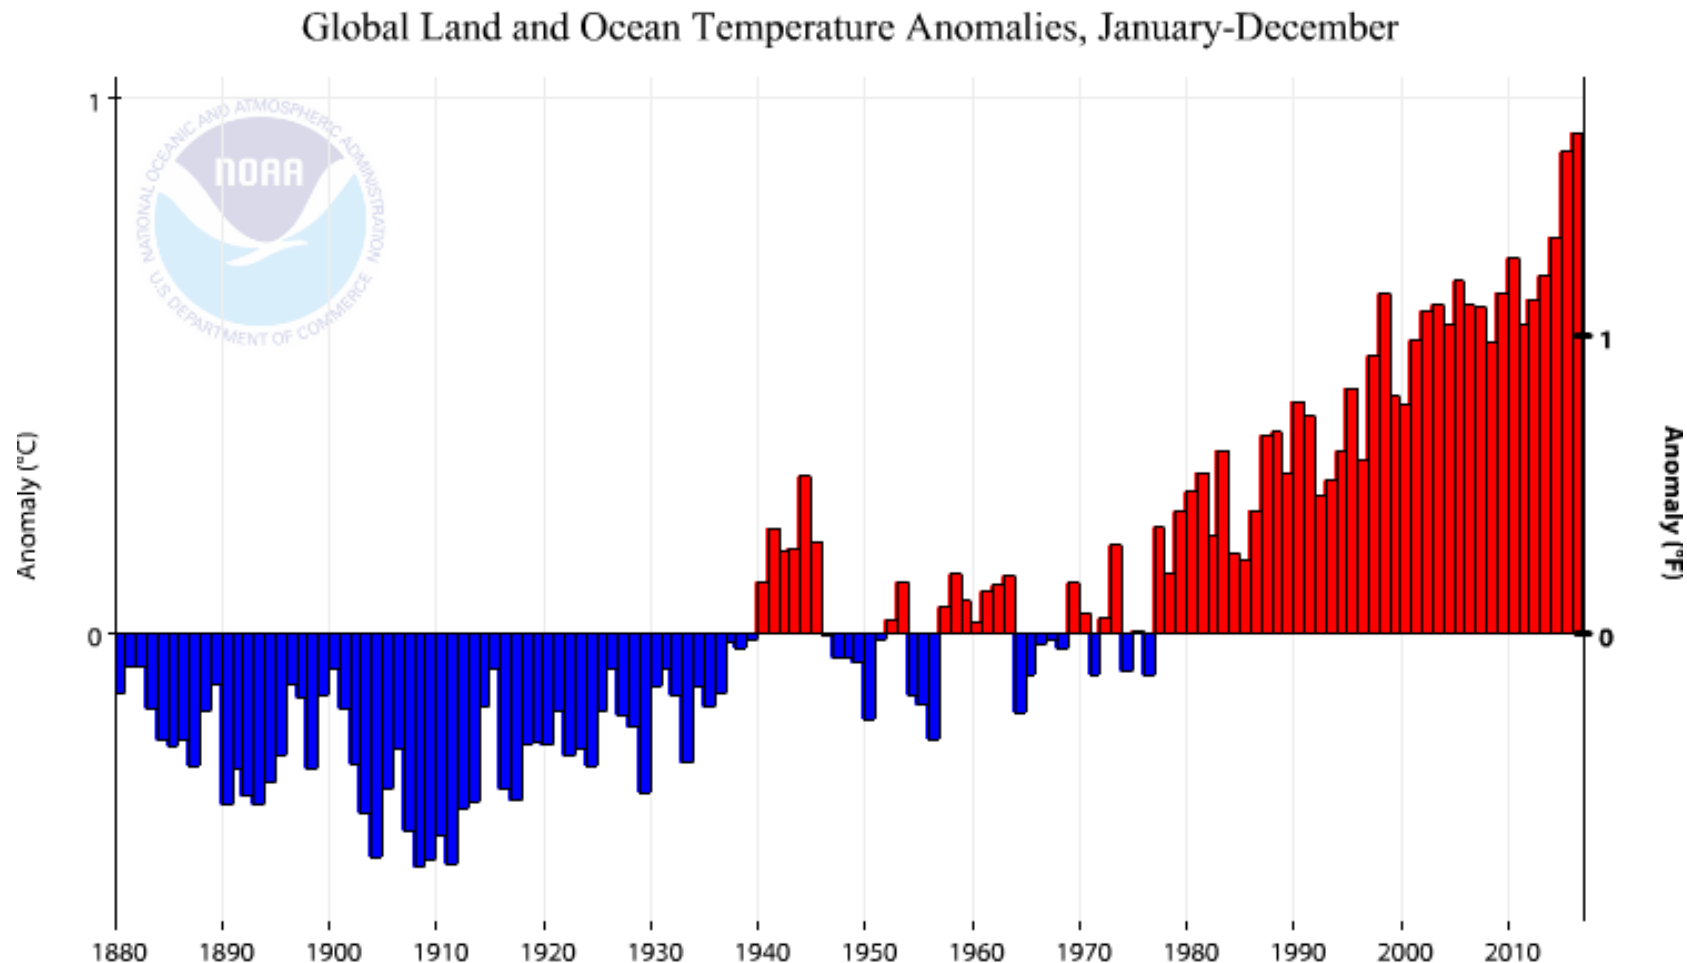 Global Land and Ocean Temperature Anomalies, January-December
NATIONAL OCEANIC AND ATMOSPHERIC ADMINISTRATION
NOAA
U.S. DEPARTMENT OF COMMERCE
Anomaly (°C)
1
0
Anomaly (°F)
1
0
1880 1890 1900 1910 1920 1930 1940 1950 1960 1970 1980 1990 2000 2010